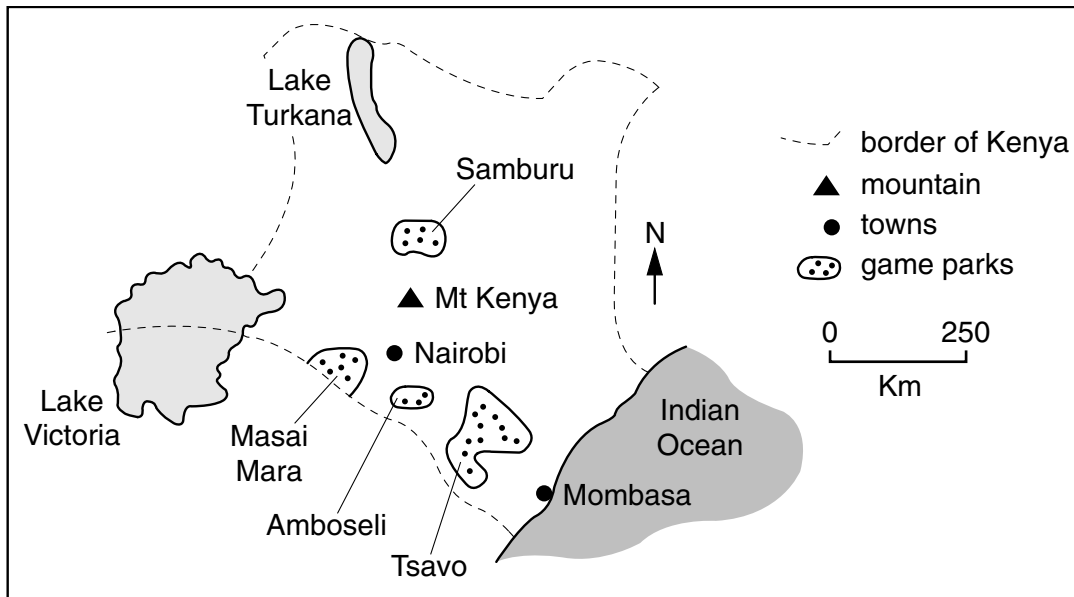 Lake
Turkana
Samburu
border of Kenya
mountain
towns
game parks
N
Mt Kenya
0 250
Km
Nairobi
Lake
Victoria
Masai
Mara
Indian
Ocean
Mombasa
Amboseli
Tsavo